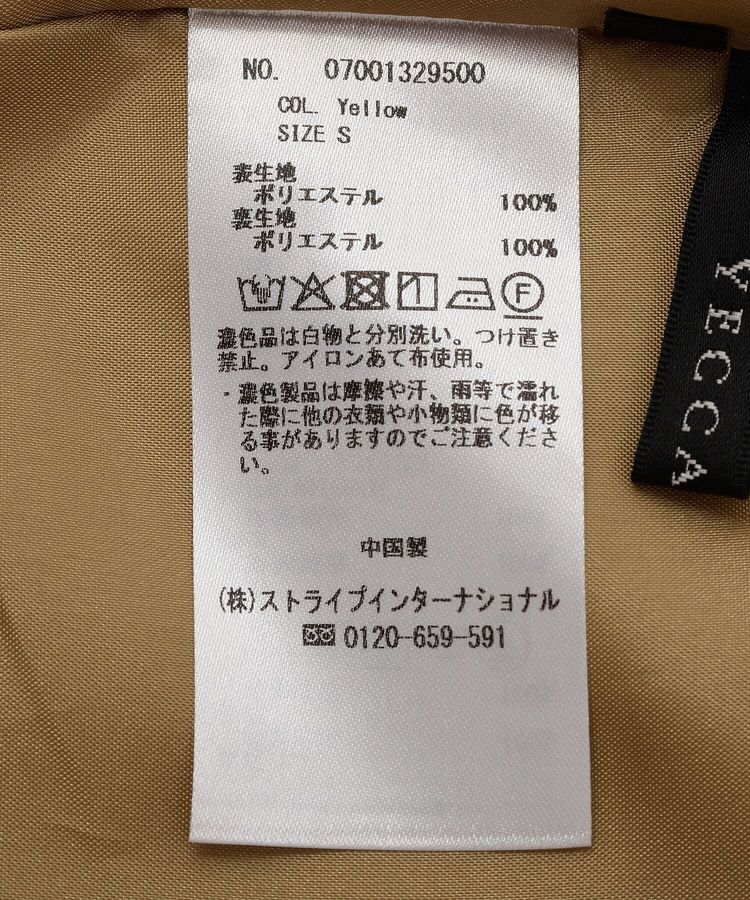 NO. 07001329500
COL. Yellow
SIZE S
表生地
ポリエステル 100%
裏生地
ポリエステル 100%
F
濃色品は白物と分別洗い。つけ置き
禁止。アイロンあて布使用。
・濃色製品は摩擦や汗、雨等で濡れ
た際に他の衣類や小物類に色が移
る事がありますのでご注意くださ
い。
中国製
(株)ストライプインターナショナル
0120-659-591
YECCA